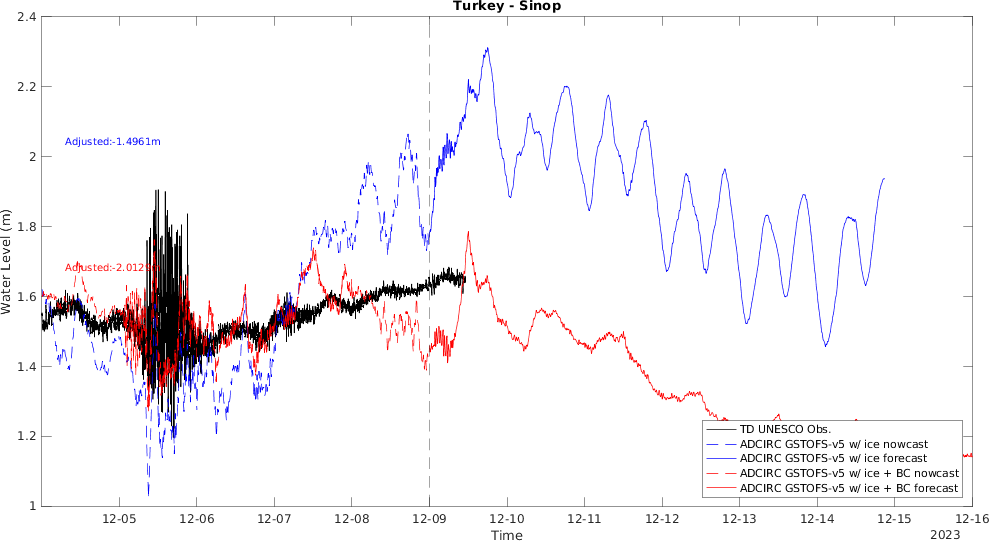 Turkey - Sinop
Water Level (m)
2.4
2.2
2
1.8
1.6
1.4
1.2
1
Adjusted:-1.4961m
Adjusted:-2.0125m
TD UNESCO Obs.
ADCIRC GSTOFS-v5 w/ ice nowcast
ADCIRC GSTOFS-v5 w/ ice forecast
ADCIRC GSTOFS-v5 w/ ice + BC nowcast
ADCIRC GSTOFS-v5 w/ ice + BC forecast
12-05 12-06 12-07 12-08 12-09 12-10 12-11 12-12 12-13 12-14 12-15 12-16
Time
2023